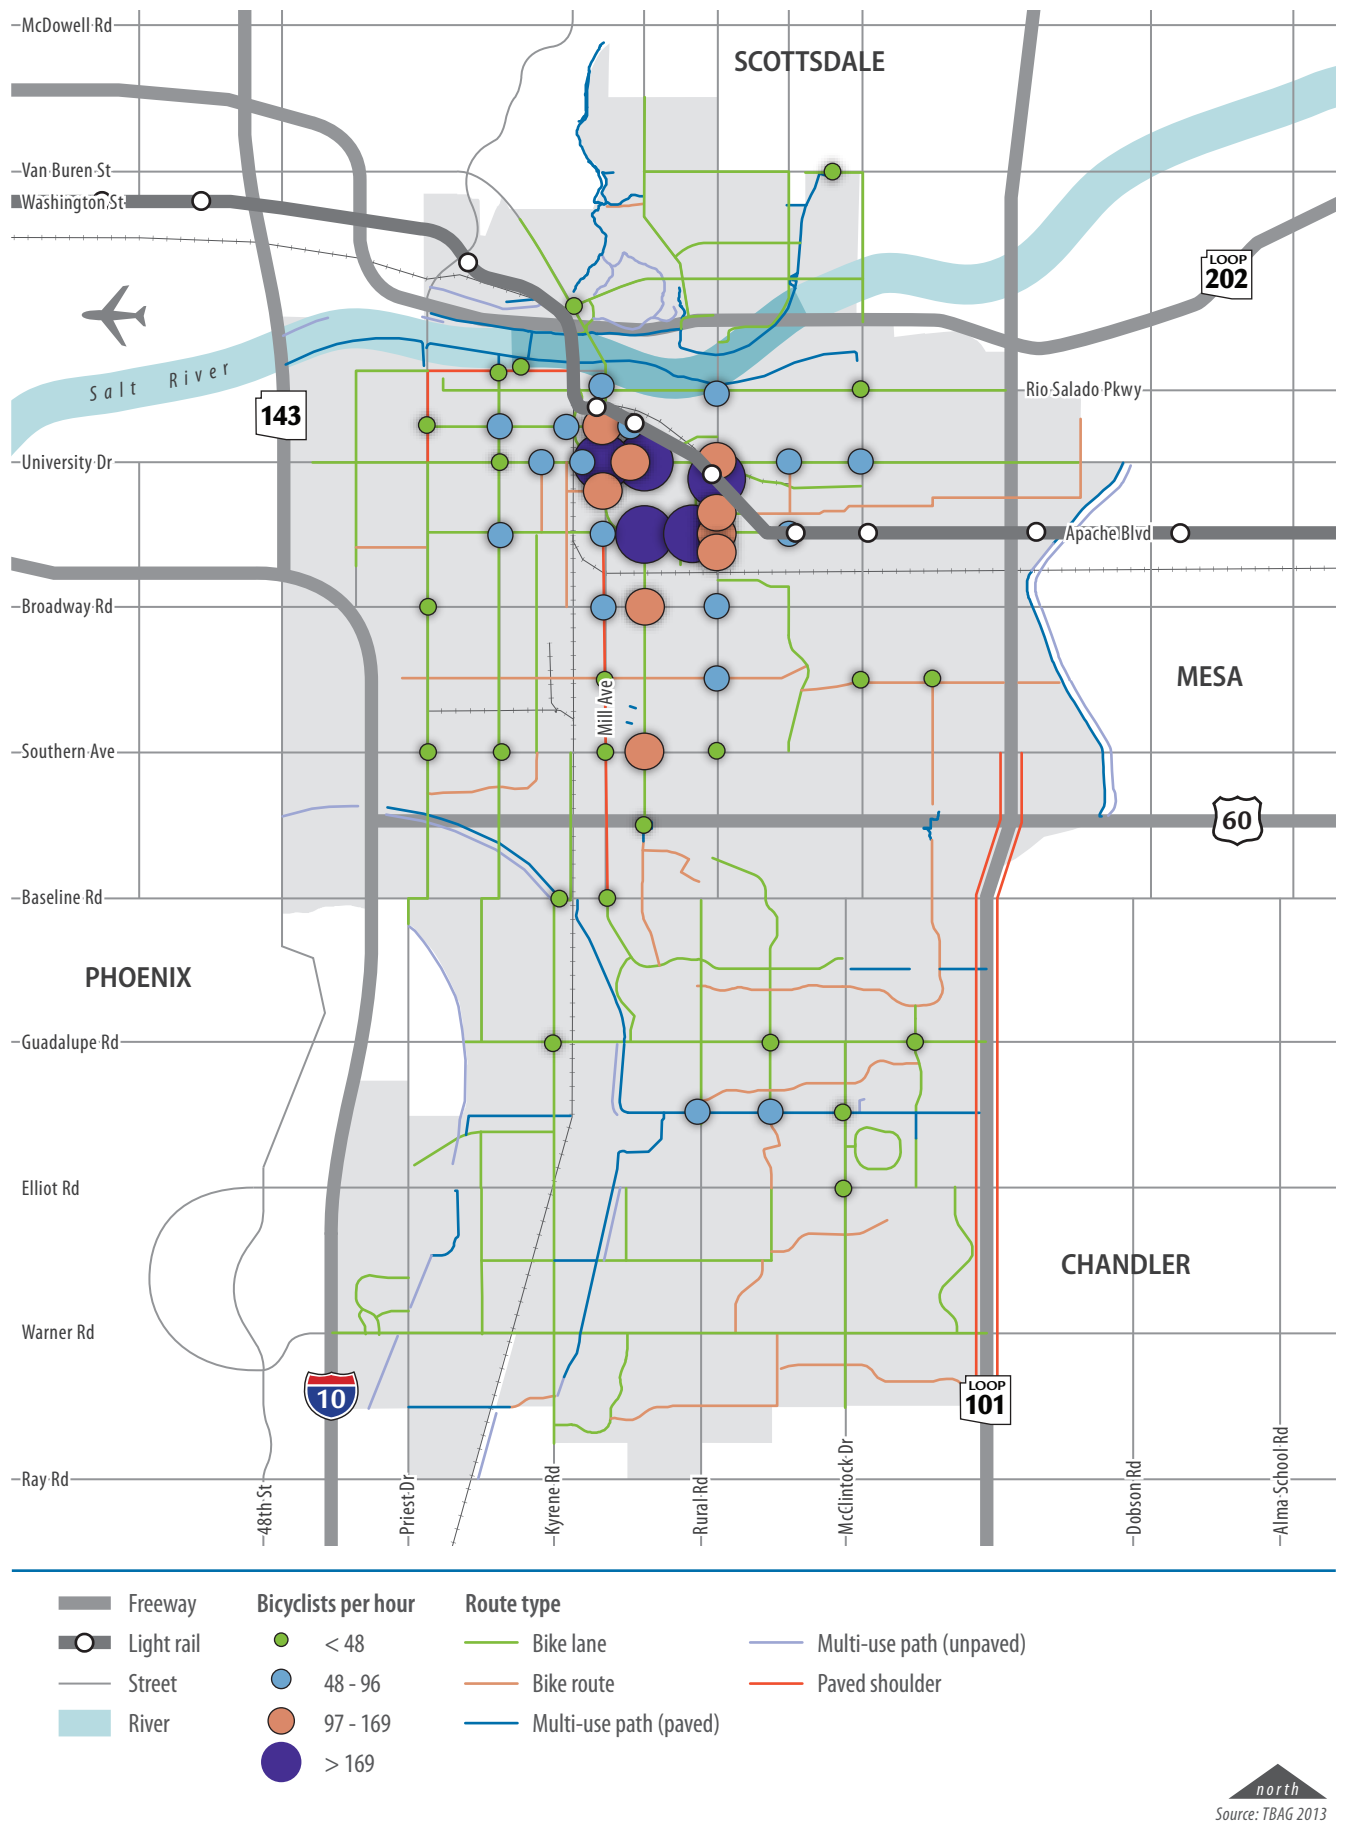 McDowell Rd
SCOTTSDALE
Van Buren St
Washington St
LOOP
202
Salt River
143
Rio Salado Pkwy
University Dr
Apache Blvd
Broadway Rd
MESA
Mill Ave
Southern Ave
60
Baseline Rd
PHOENIX
Guadalupe Rd
Elliot Rd
CHANDLER
Warner Rd
10
LOOP
101
Ray Rd
48th St
Priest Dr
Kyrene Rd
Rural Rd
McClintock Dr
Dobson Rd
Alma School Rd
Freeway
Light rail
Street
River
Bicyclists per hour
< 48
48 - 96
97 - 169
> 169
Route type
Bike lane
Bike route
Multi-use path (paved)
Multi-use path (unpaved)
Paved shoulder
north
Source: TBAG 2013